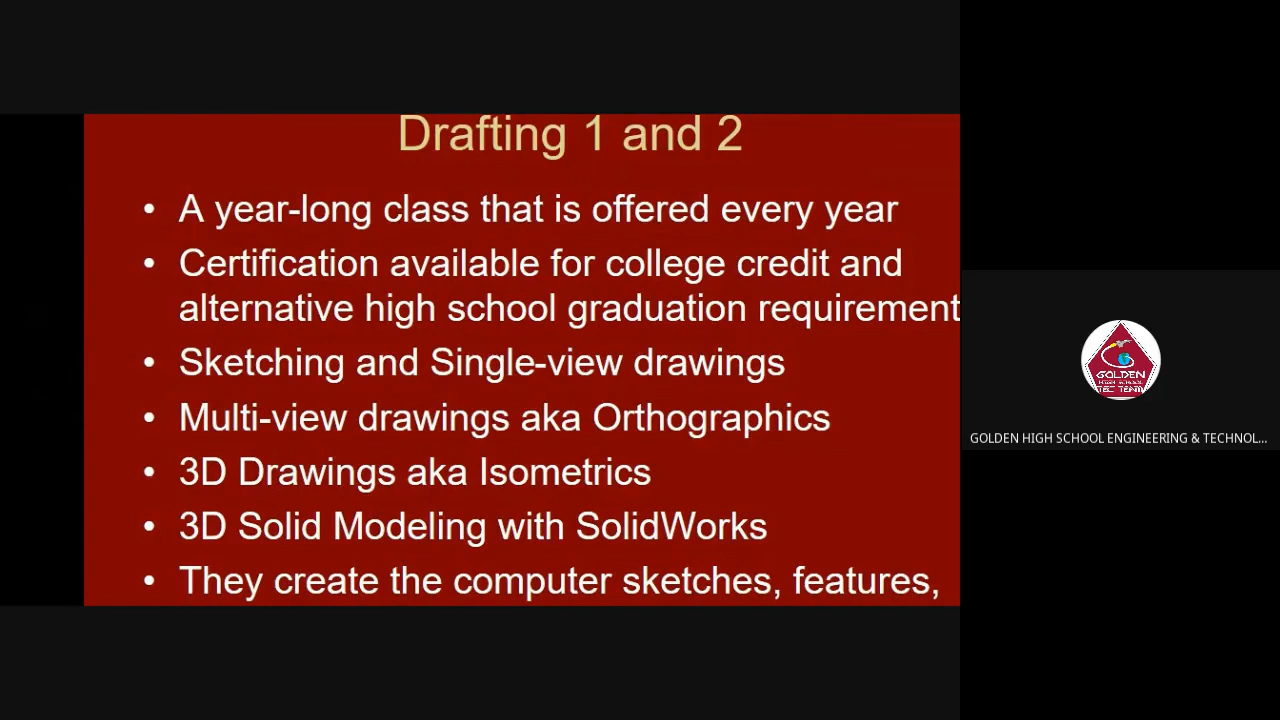 Drafting 1 and 2
• A year-long class that is offered every year
• Certification available for college credit and
alternative high school graduation requirement
• Sketching and Single-view drawings
• Multi-view drawings aka Orthographics
• 3D Drawings aka Isometrics
• 3D Solid Modeling with SolidWorks
• They create the computer sketches, features,
GOLDEN
HIGH SCHOOL
GOLDEN HIGH SCHOOL ENGINEERING & TECHNOL...